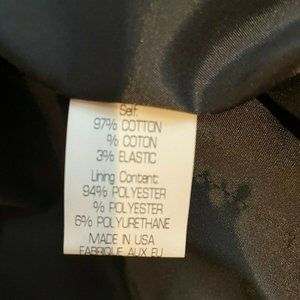 Self:
97% COTTON
% COTON
3% ELASTIC
Lining Content:
94% POLYESTER
% POLYESTER
6% POLYURETHANE
MADE IN USA
FABRIQUE AUX EU